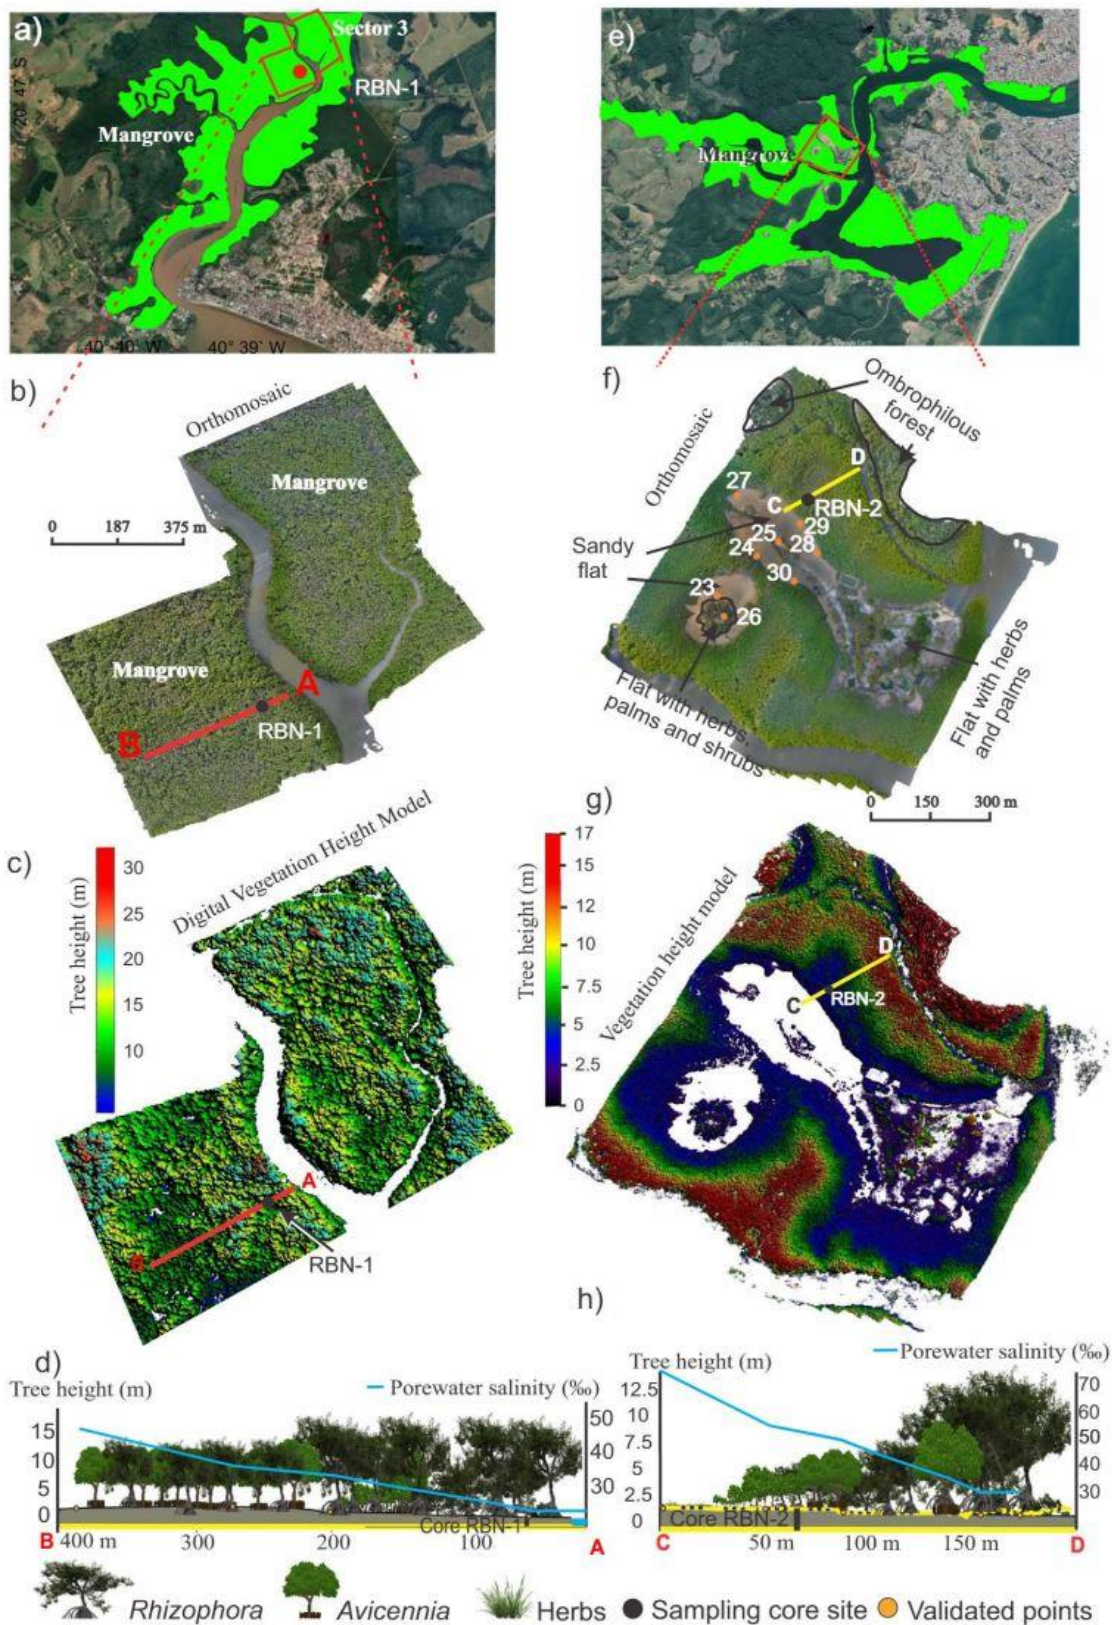 a)
Sector 3
RBN-1
Mangrove
40° 40` W
40° 39` W
e)
Mangrove
b)
Orthomosaic
Mangrove
0 187 375 m
Mangrove
A
B
RBN-1
f)
Ombrophilous
forest
Orthomosaic
D
27
C
RBN-2
29
25
28
24
Sandy
flat
30
23
26
Flat with herbs,
palms and shrubs
Flat with herbs
and palms
0 150 300 m
c)
Digital Vegetation Height Model
Tree height (m)
30
25
20
15
10
A
B
RBN-1
g)
Vegetation height model
Tree height (m)
17
15
12.5
10
7.5
5
2.5
0
D
C
RBN-2
d)
Tree height (m)
Porewater salinity (‰)
15
10
5
0
50
40
30
Core RBN-1
B
400 m 300 200 100
A
h)
Tree height (m)
Porewater salinity (‰)
12.5
10
7.5
5
2.5
0
70
60
50
40
30
Core RBN-2
C
50 m 100 m 150 m
D
Rhizophora Avicennia Herbs Sampling core site Validated points